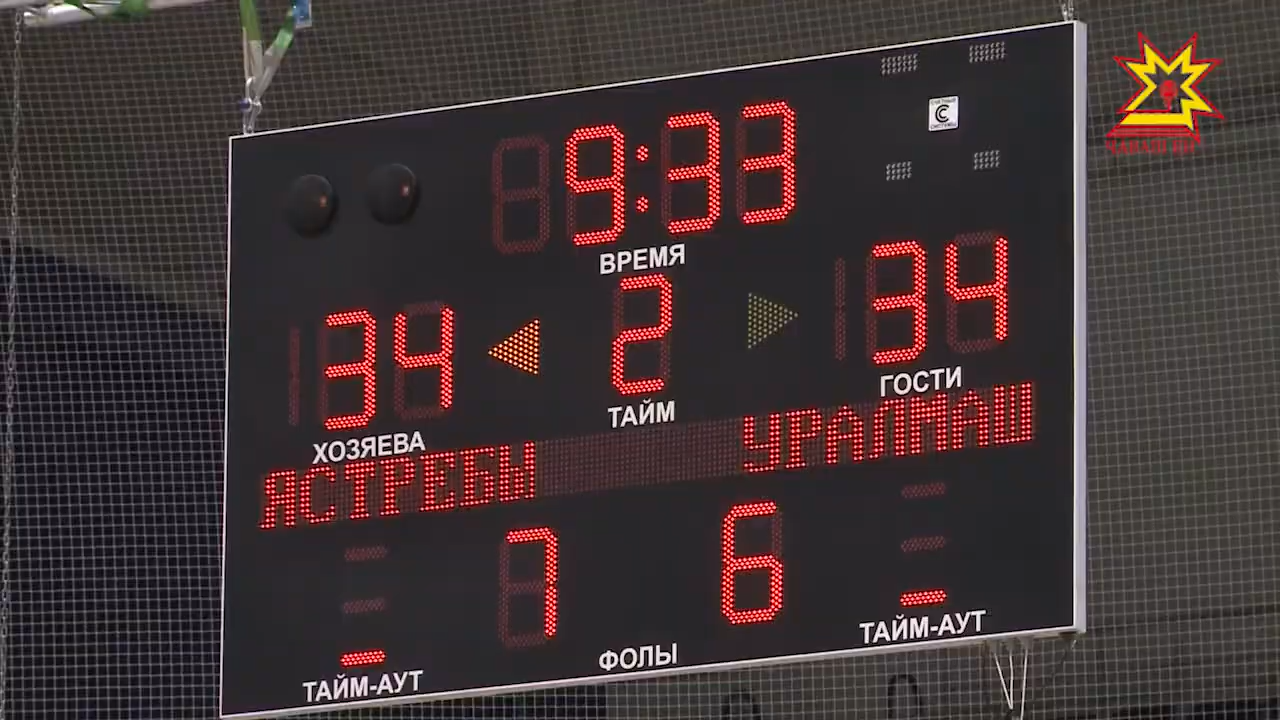 9:33
ВРЕМЯ
34 2 34
ХОЗЯЕВА ТАЙМ ГОСТИ
ЯСТРЕБЫ УРАЛМАШ
7 6
ТАЙМ-АУТ ФОЛЫ ТАЙМ-АУТ